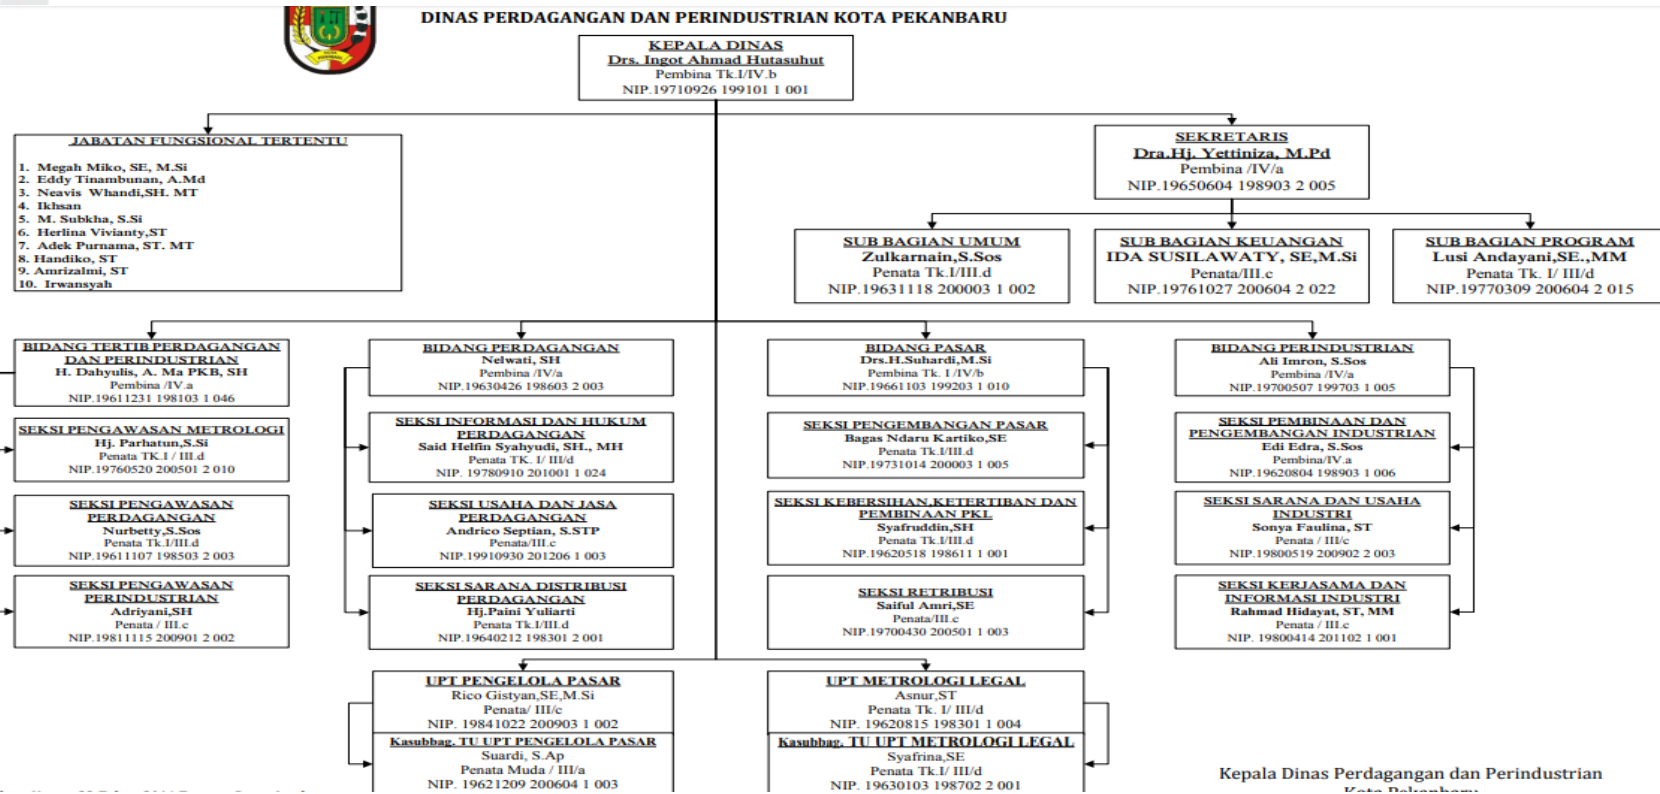 DINAS PERDAGANGAN DAN PERINDUSTRIAN KOTA PEKANBARU
KEPALA DINAS
Drs. Ingot Ahmad Hutasuhut
Pembina Tk.I/IV.b
NIP.19710926 199101 1 001
JABATAN FUNGSIONAL TERTENTU
1. Megah Miko, SE, M.Si
2. Eddy Tinambunan, A.Md
3. Neavis Whandi,SH. MT
4. Ikhsan
5. M. Subkha, S.Si
6. Herlina Vivianty,ST
7. Adek Purnama, ST. MT
8. Handiko, ST
9. Amrizalmi, ST
10. Irwansyah
SEKRETARIS
Dra.Hj. Yettiniza, M.Pd
Pembina /IV/a
NIP.19650604 198903 2 005
SUB BAGIAN UMUM
Zulkarnain,S.Sos
Penata Tk.I/III.d
NIP.19631118 200003 1 002
SUB BAGIAN KEUANGAN
IDA SUSILAWATY, SE,M.Si
Penata/III.c
NIP.19761027 200604 2 022
SUB BAGIAN PROGRAM
Lusi Andayani,SE.,MM
Penata Tk. I/ III/d
NIP.19770309 200604 2 015
BIDANG TERTIB PERDAGANGAN
DAN PERINDUSTRIAN
H. Dahyulis, A. Ma PKB, SH
Pembina /IV.a
NIP.19611231 198103 1 046
SEKSI PENGAWASAN METROLOGI
Hj. Parhatun,S.Si
Penata TK.I / III.d
NIP.19760520 200501 2 010
SEKSI PENGAWASAN
PERDAGANGAN
Nurbetty,S.Sos
Penata Tk.I/III.d
NIP.19611107 198503 2 003
SEKSI PENGAWASAN
PERINDUSTRIAN
Adriyani,SH
Penata / III.c
NIP.19811115 200901 2 002
BIDANG PERDAGANGAN
Nelwati, SH
Pembina /IV/a
NIP.19630426 198603 2 003
SEKSI INFORMASI DAN HUKUM
PERDAGANGAN
Said Helfin Syahyudi, SH., MH
Penata TK. I/ III/d
NIP. 19780910 201001 1 024
SEKSI USAHA DAN JASA
PERDAGANGAN
Andrico Septian, S.STP
Penata/III.c
NIP.19910930 201206 1 003
SEKSI SARANA DISTRIBUSI
PERDAGANGAN
Hj.Paini Yuliarti
Penata Tk.I/III.d
NIP.19640212 198301 2 001
BIDANG PASAR
Drs.H.Suhardi,M.Si
Pembina Tk. I /IV/b
NIP.19661103 199203 1 010
SEKSI PENGEMBANGAN PASAR
Bagas Ndaru Kartiko,SE
Penata Tk.I/III.d
NIP.19731014 200003 1 005
SEKSI KEBERSIHAN,KETERTIBAN DAN
PEMBINAAN PKL
Syafruddin,SH
Penata Tk.I/III.d
NIP.19620518 198611 1 001
SEKSI RETRIBUSI
Saiful Amri,SE
Penata/III.c
NIP.19700430 200501 1 003
BIDANG PERINDUSTRIAN
Ali Imron, S.Sos
Pembina /IV/a
NIP.19700507 199703 1 005
SEKSI PEMBINAAN DAN
PENGEMBANGAN INDUSTRIAN
Edi Edra, S.Sos
Pembina/IV.a
NIP.19620804 198903 1 006
SEKSI SARANA DAN USAHA
INDUSTRI
Sonya Faulina, ST
Penata / III/c
NIP.19800519 200902 2 003
SEKSI KERJASAMA DAN
INFORMASI INDUSTRI
Rahmad Hidayat, ST, MM
Penata / III.c
NIP. 19800414 201102 1 001
UPT PENGELOLA PASAR
Rico Gistyan,SE,M.Si
Penata/ III/c
NIP. 19841022 200903 1 002
Kasubbag. TU UPT PENGELOLA PASAR
Suardi, S.Ap
Penata Muda / III/a
NIP. 19621209 200604 1 003
UPT METROLOGI LEGAL
Asnur,ST
Penata Tk. I/ III/d
NIP. 19620815 198301 1 004
Kasubbag. TU UPT METROLOGI LEGAL
Syafrina,SE
Penata Tk.I/ III/d
NIP. 19630103 198702 2 001
Kepala Dinas Perdagangan dan Perindustrian
Kota Pekanbaru